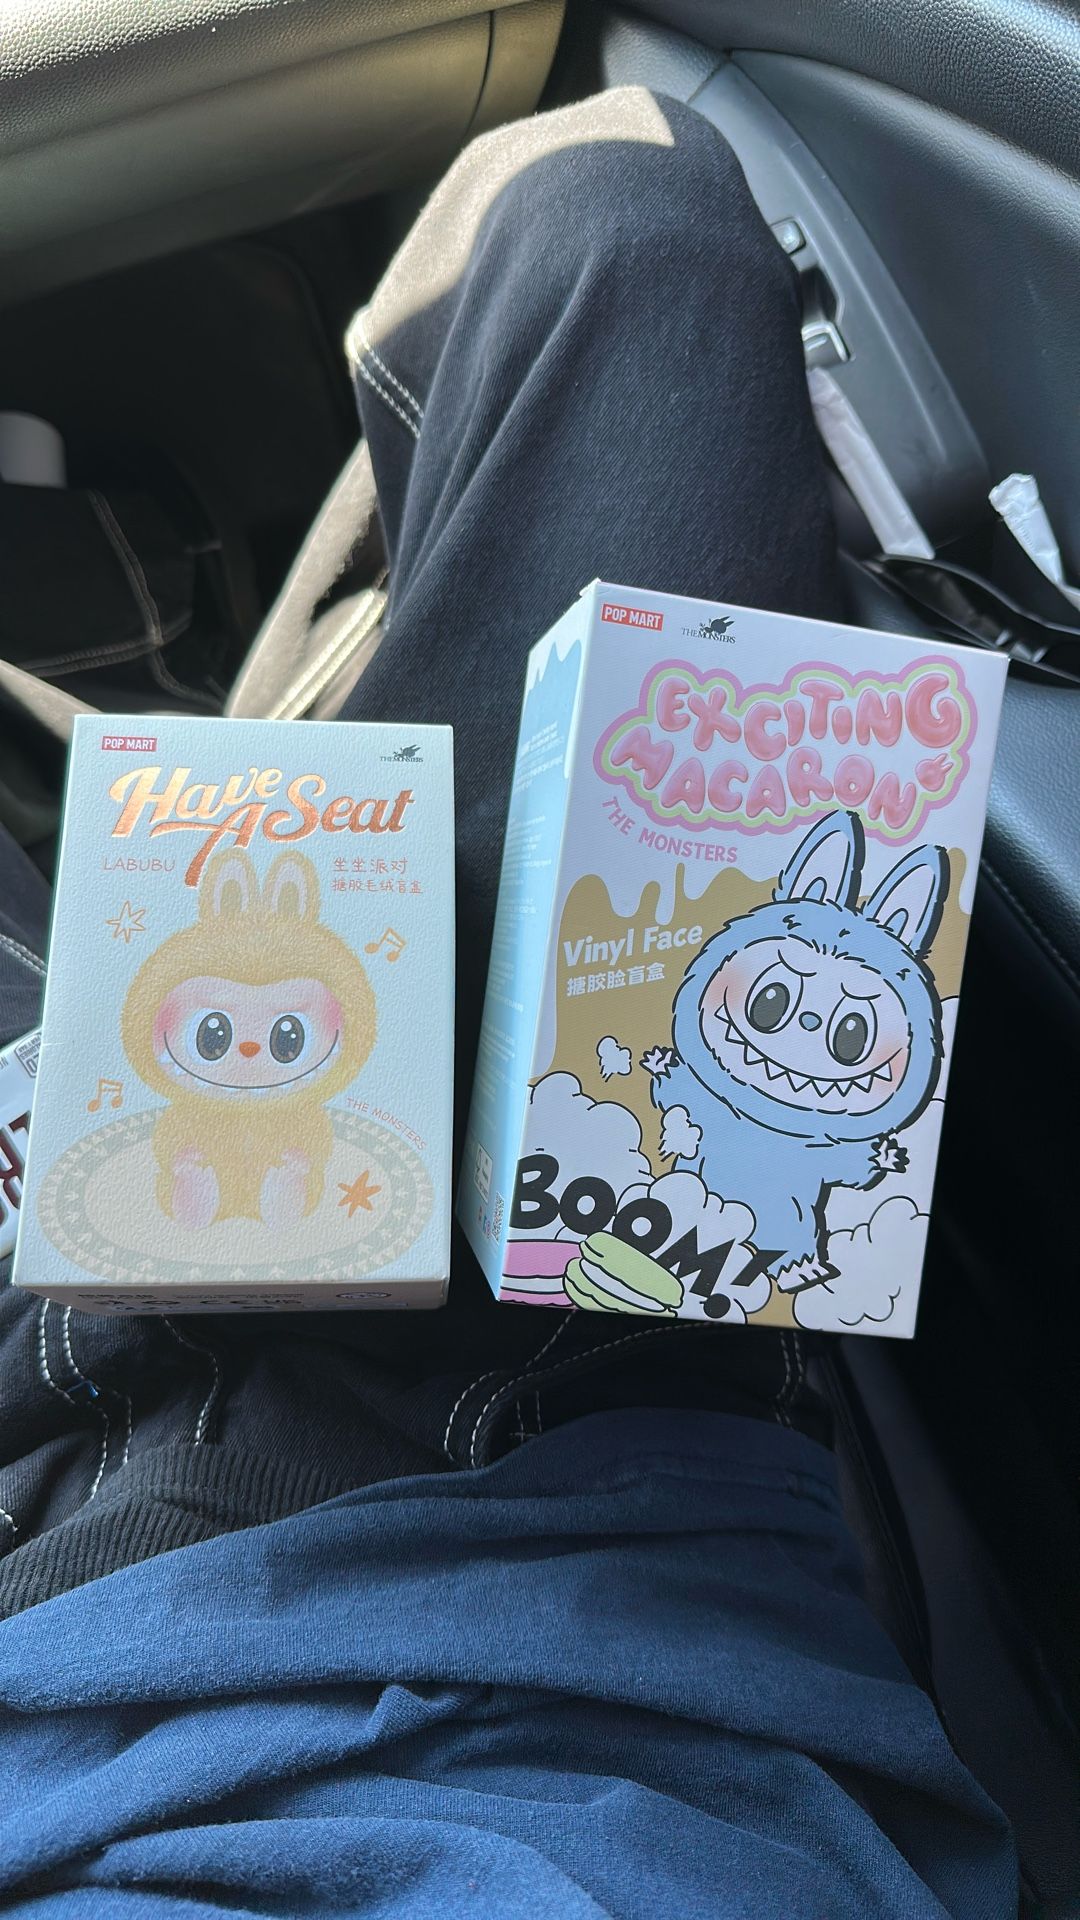 POP MART
THE MONSTERS
Have
A Seat
LABUBU
坐坐派对
搪胶毛绒盲盒
THE MONSTERS
POP MART
THE MONSTERS
EXCITING
MACARON
THE MONSTERS
Vinyl Face
搪胶脸盲盒
BOOM!